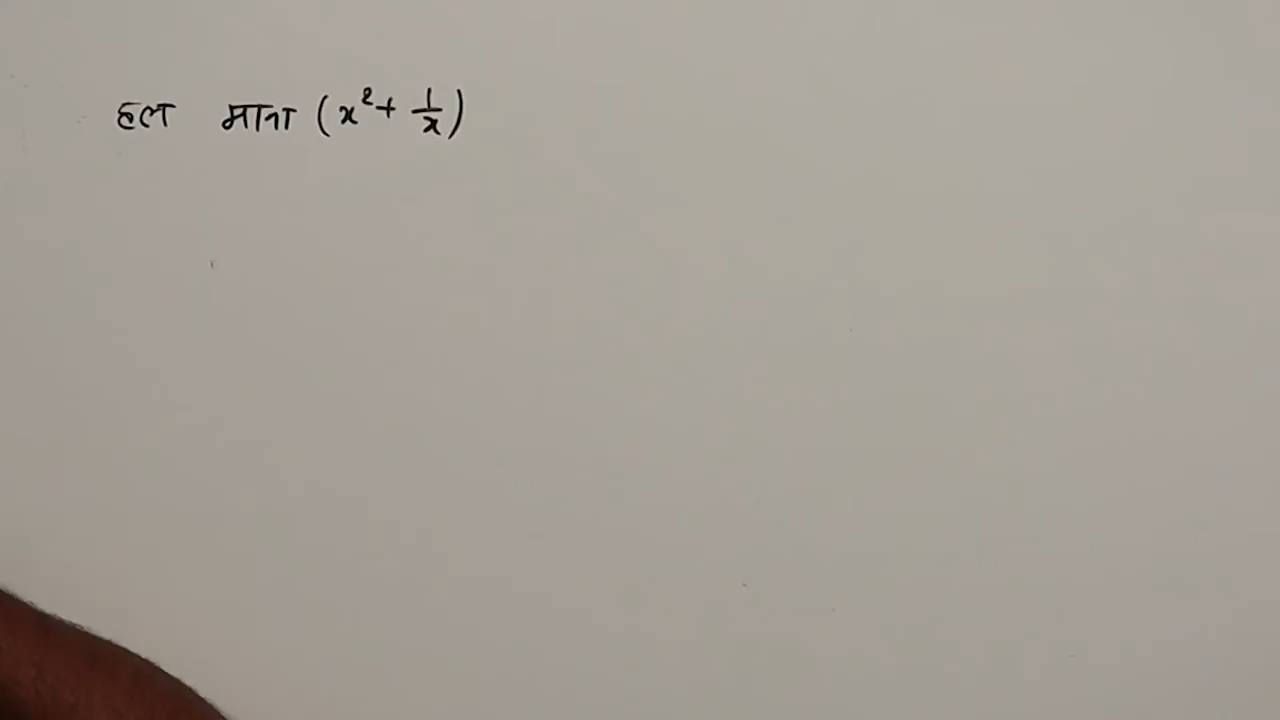 हल माना (x² + 1/x)